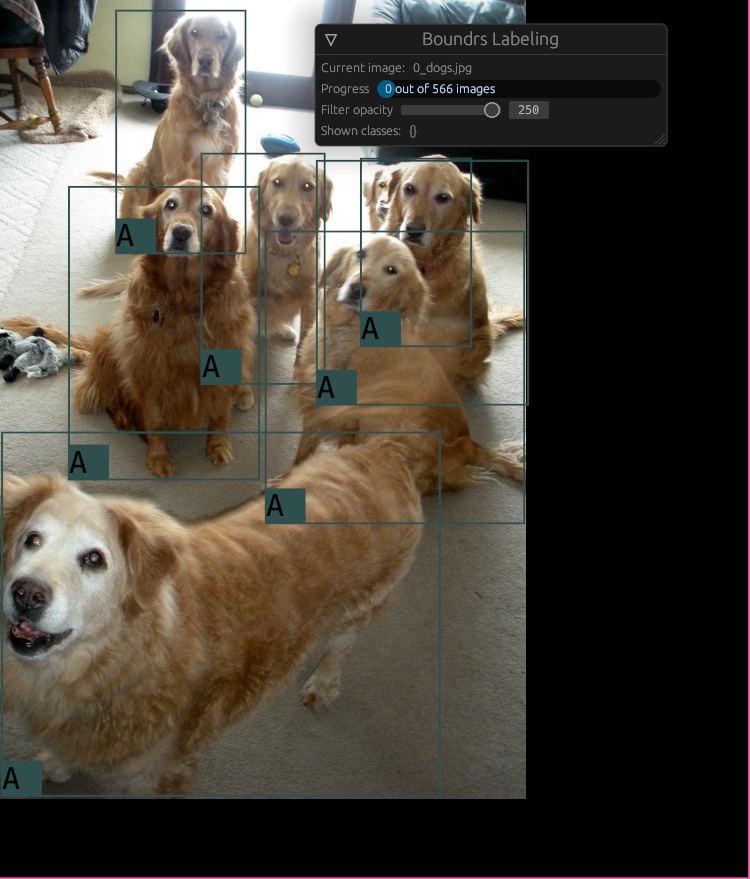 ▽ Boundrs Labeling
Current image: 0_dogs.jpg
Progress 0 out of 566 images
Filter opacity 250
Shown classes: {}
A
A
A
A
A
A
A